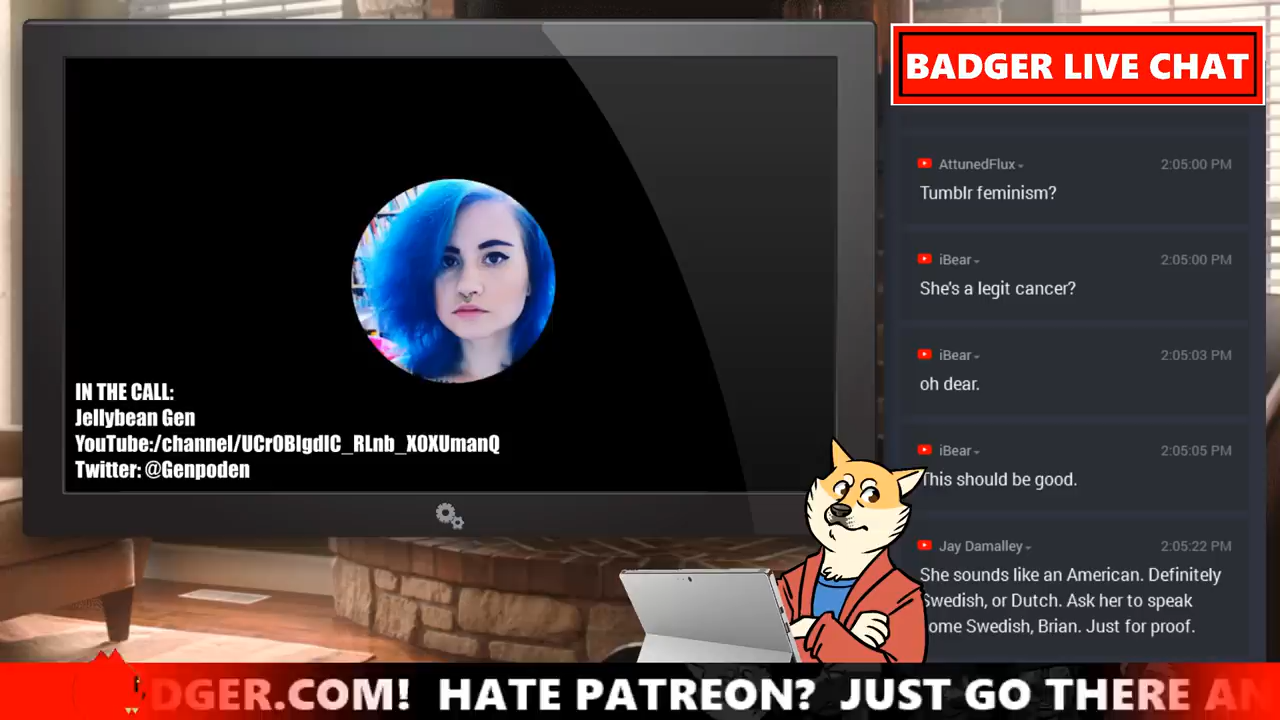 BADGER LIVE CHAT
AttunedFlux
2:05:00 PM
Tumblr feminism?
iBear
2:05:00 PM
She's a legit cancer?
iBear
2:05:03 PM
oh dear.
iBear
2:05:05 PM
This should be good.
Jay Damalley
2:05:22 PM
She sounds like an American. Definitely
Swedish, or Dutch. Ask her to speak
some Swedish, Brian. Just for proof.
IN THE CALL:
Jellybean Gen
YouTube:/channel/UCrOBIgdIC_RLnb_XOXUmanQ
Twitter: @Genpoden
DGER.COM! HATE PATREON? JUST GO THERE AN